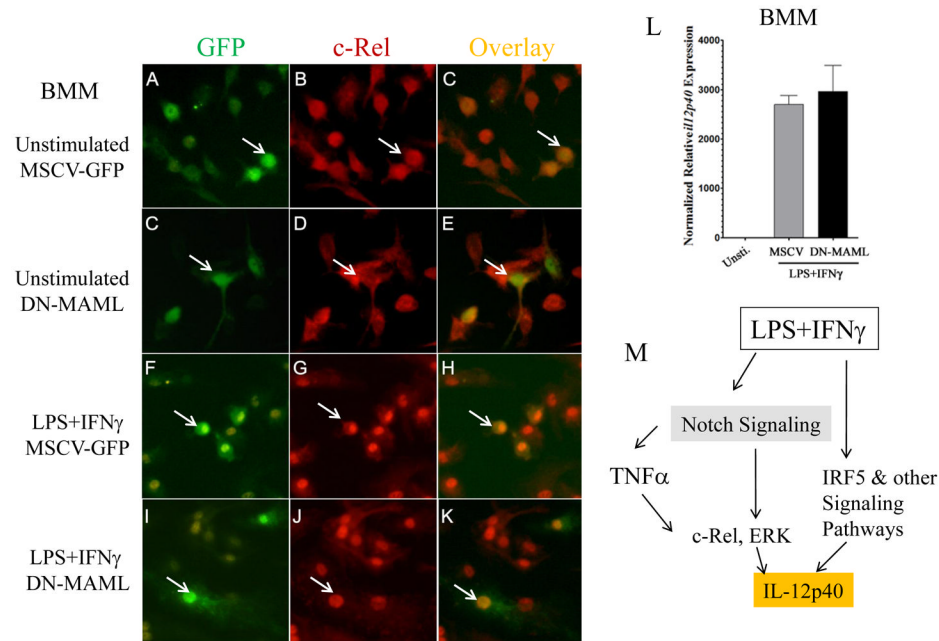 GFP
c-Rel
Overlay
BMM
Unstimulated
MSCV-GFP
A
B
C
Unstimulated
DN-MAML
C
D
E
LPS+IFNγ
MSCV-GFP
F
G
H
LPS+IFNγ
DN-MAML
I
J
K
L
BMM
Normalized Relative il12p40 Expression
4000
3000
2000
1000
0
Unsti.
MSCV
DN-MAML
LPS+IFNγ
M
LPS+IFNγ
Notch Signaling
TNFα
IRF5 & other
Signaling
Pathways
c-Rel, ERK
IL-12p40